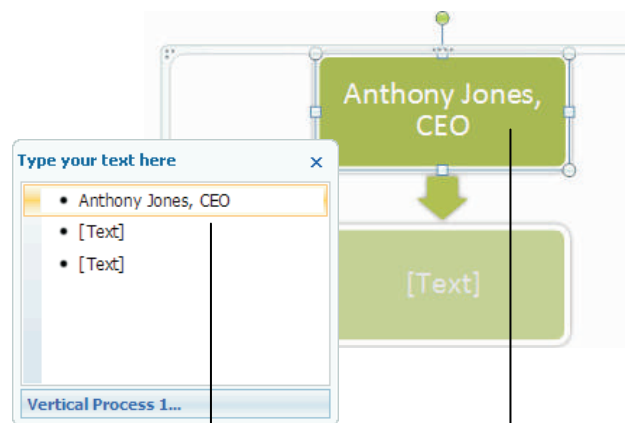 Anthony Jones,
CEO
Type your text here
• Anthony Jones, CEO
• [Text]
• [Text]
[Text]
Vertical Process 1...